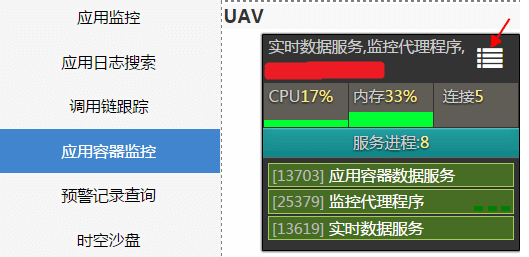 应用监控
应用日志搜索
调用链跟踪
应用容器监控
预警记录查询
时空沙盘
UAV
实时数据服务,监控代理程序,
CPU17% 内存33% 连接5
服务进程:8
[13703] 应用容器数据服务
[25379] 监控代理程序
[13619] 实时数据服务